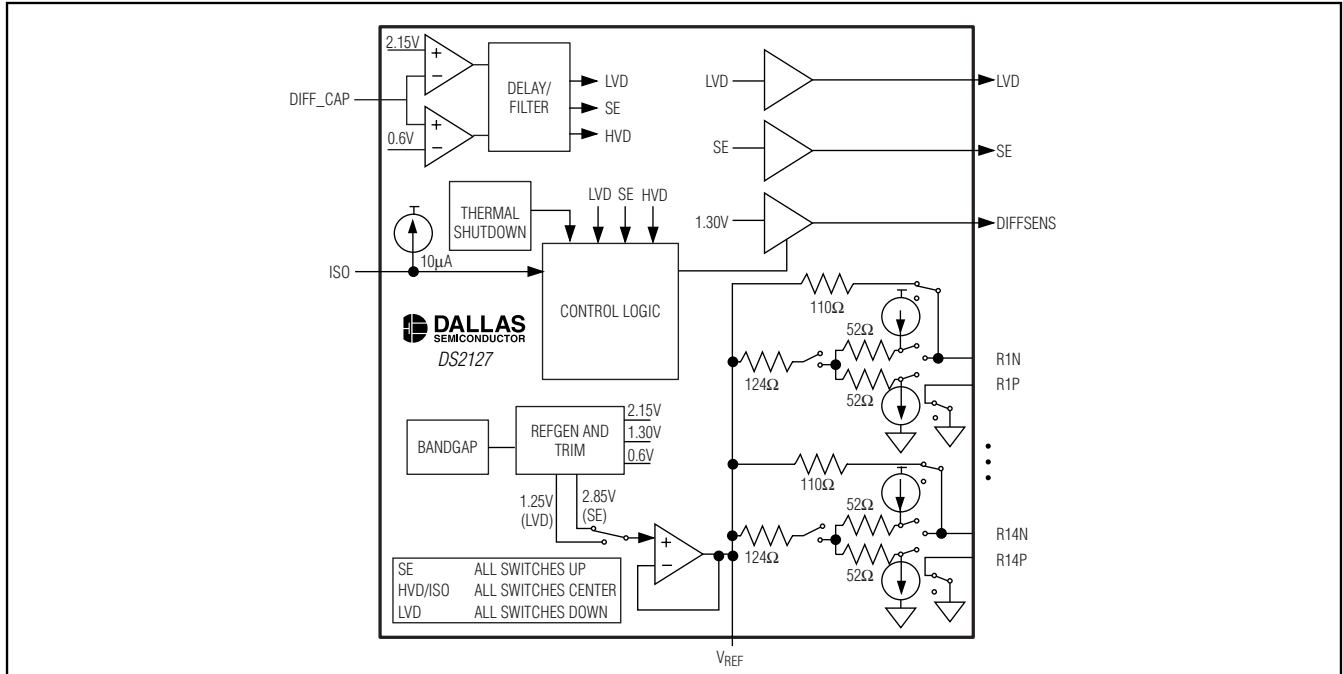 2.15V
+
−
DIFF_CAP
+
−
0.6V
DELAY/
FILTER
LVD
SE
HVD
LVD
LVD
SE
SE
1.30V
DIFFSENS
THERMAL
SHUTDOWN
LVD SE HVD
10µA
ISO
CONTROL LOGIC
DALLAS
SEMICONDUCTOR
DS2127
110Ω
52Ω
124Ω
52Ω
R1N
R1P
BANDGAP
REFGEN AND
TRIM
2.15V
1.30V
0.6V
1.25V
(LVD)
2.85V
(SE)
+
−
110Ω
52Ω
124Ω
52Ω
R14N
R14P
SE ALL SWITCHES UP
HVD/ISO ALL SWITCHES CENTER
LVD ALL SWITCHES DOWN
VREF